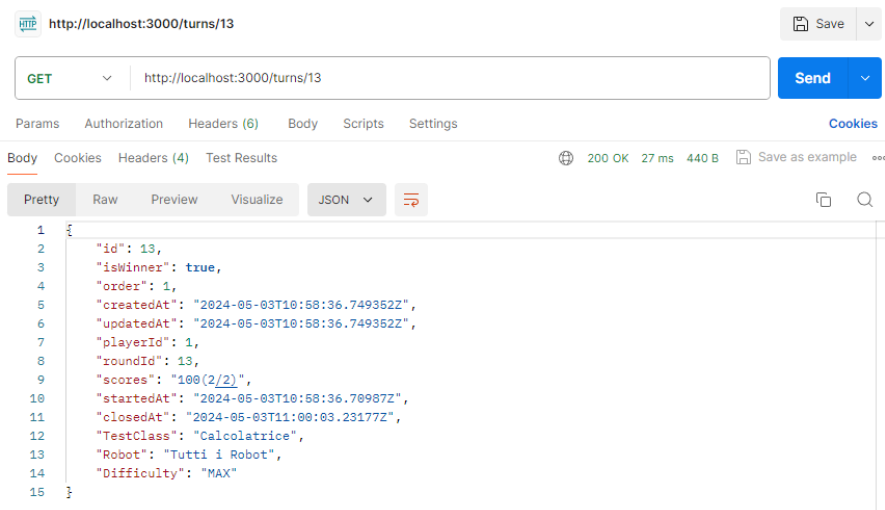 HTTP http://localhost:3000/turns/13 Save
GET http://localhost:3000/turns/13 Send
Params Authorization Headers (6) Body Scripts Settings Cookies
Body Cookies Headers (4) Test Results 200 OK 27 ms 440 B Save as example
Pretty Raw Preview Visualize JSON
1 {
2 "id": 13,
3 "isWinner": true,
4 "order": 1,
5 "createdAt": "2024-05-03T10:58:36.749352Z",
6 "updatedAt": "2024-05-03T10:58:36.749352Z",
7 "playerId": 1,
8 "roundId": 13,
9 "scores": "100(2/2)",
10 "startedAt": "2024-05-03T10:58:36.70987Z",
11 "closedAt": "2024-05-03T11:00:03.23177Z",
12 "TestClass": "Calcolatrice",
13 "Robot": "Tutti i Robot",
14 "Difficulty": "MAX"
15 }